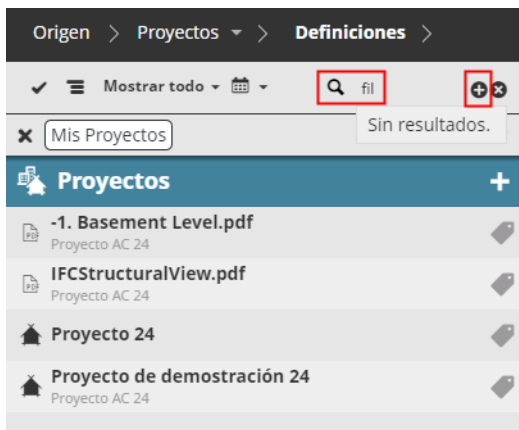 Origen > Proyectos > Definiciones >
Mostrar todo fil
Sin resultados.
Mis Proyectos
Proyectos
-1. Basement Level.pdf
Proyecto AC 24
IFCStructuralView.pdf
Proyecto AC 24
Proyecto 24
Proyecto de demostración 24
Proyecto AC 24